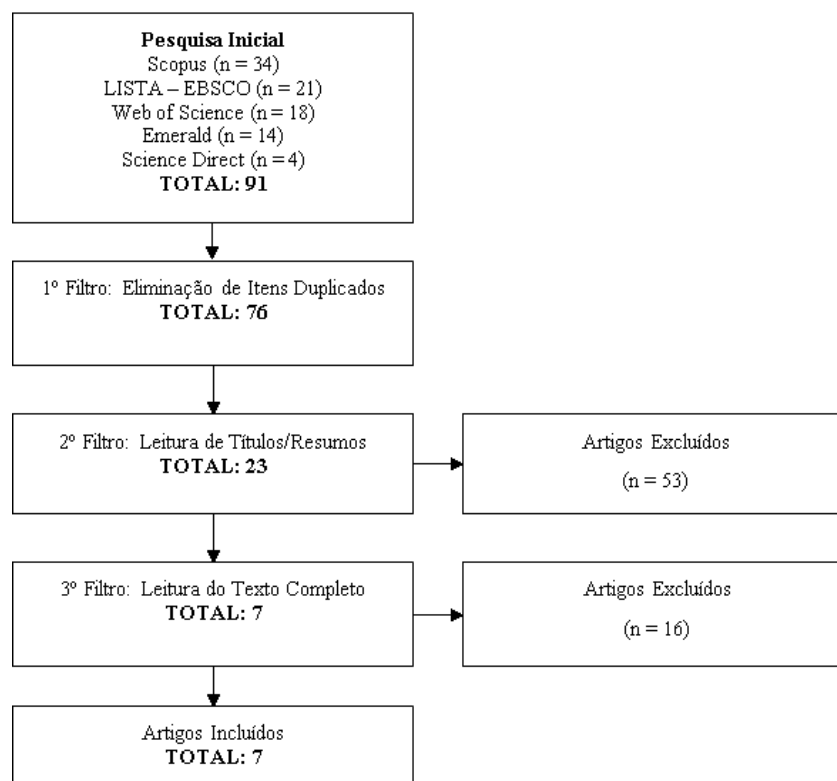 Pesquisa Inicial
Scopus (n = 34)
LISTA – EBSCO (n = 21)
Web of Science (n = 18)
Emerald (n = 14)
Science Direct (n = 4)
TOTAL: 91
1º Filtro: Eliminação de Itens Duplicados
TOTAL: 76
2º Filtro: Leitura de Títulos/Resumos
TOTAL: 23
Artigos Excluídos
(n = 53)
3º Filtro: Leitura do Texto Completo
TOTAL: 7
Artigos Excluídos
(n = 16)
Artigos Incluídos
TOTAL: 7